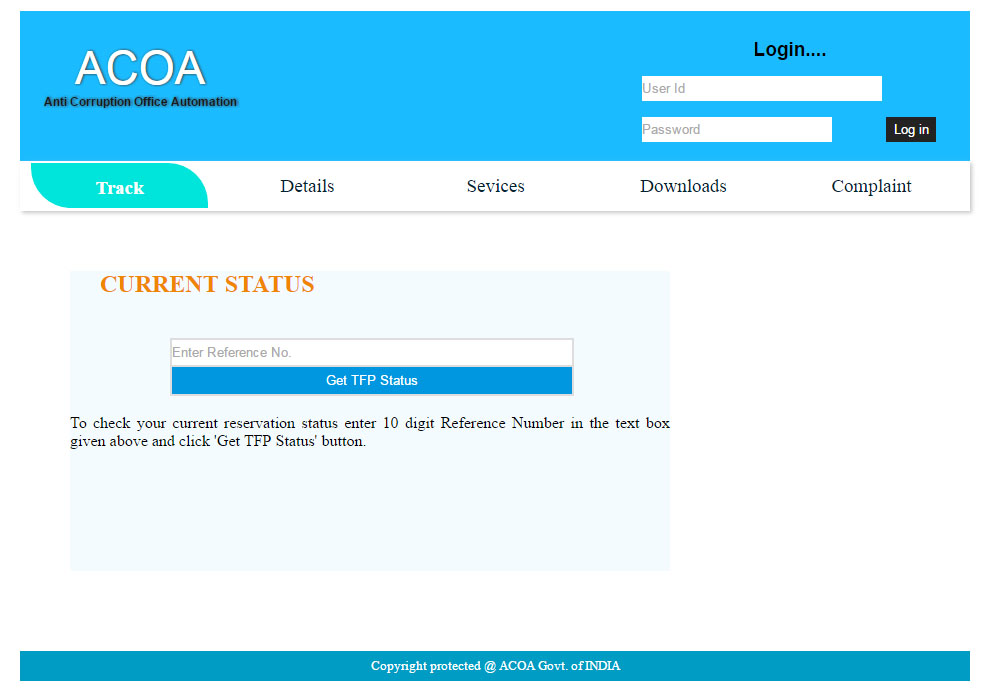 ACOA
Anti Corruption Office Automation
Login....
User Id
Password
Log in
Track
Details
Sevices
Downloads
Complaint
CURRENT STATUS
Enter Reference No.
Get TFP Status
To check your current reservation status enter 10 digit Reference Number in the text box
given above and click 'Get TFP Status' button.
Copyright protected @ ACOA Govt. of INDIA